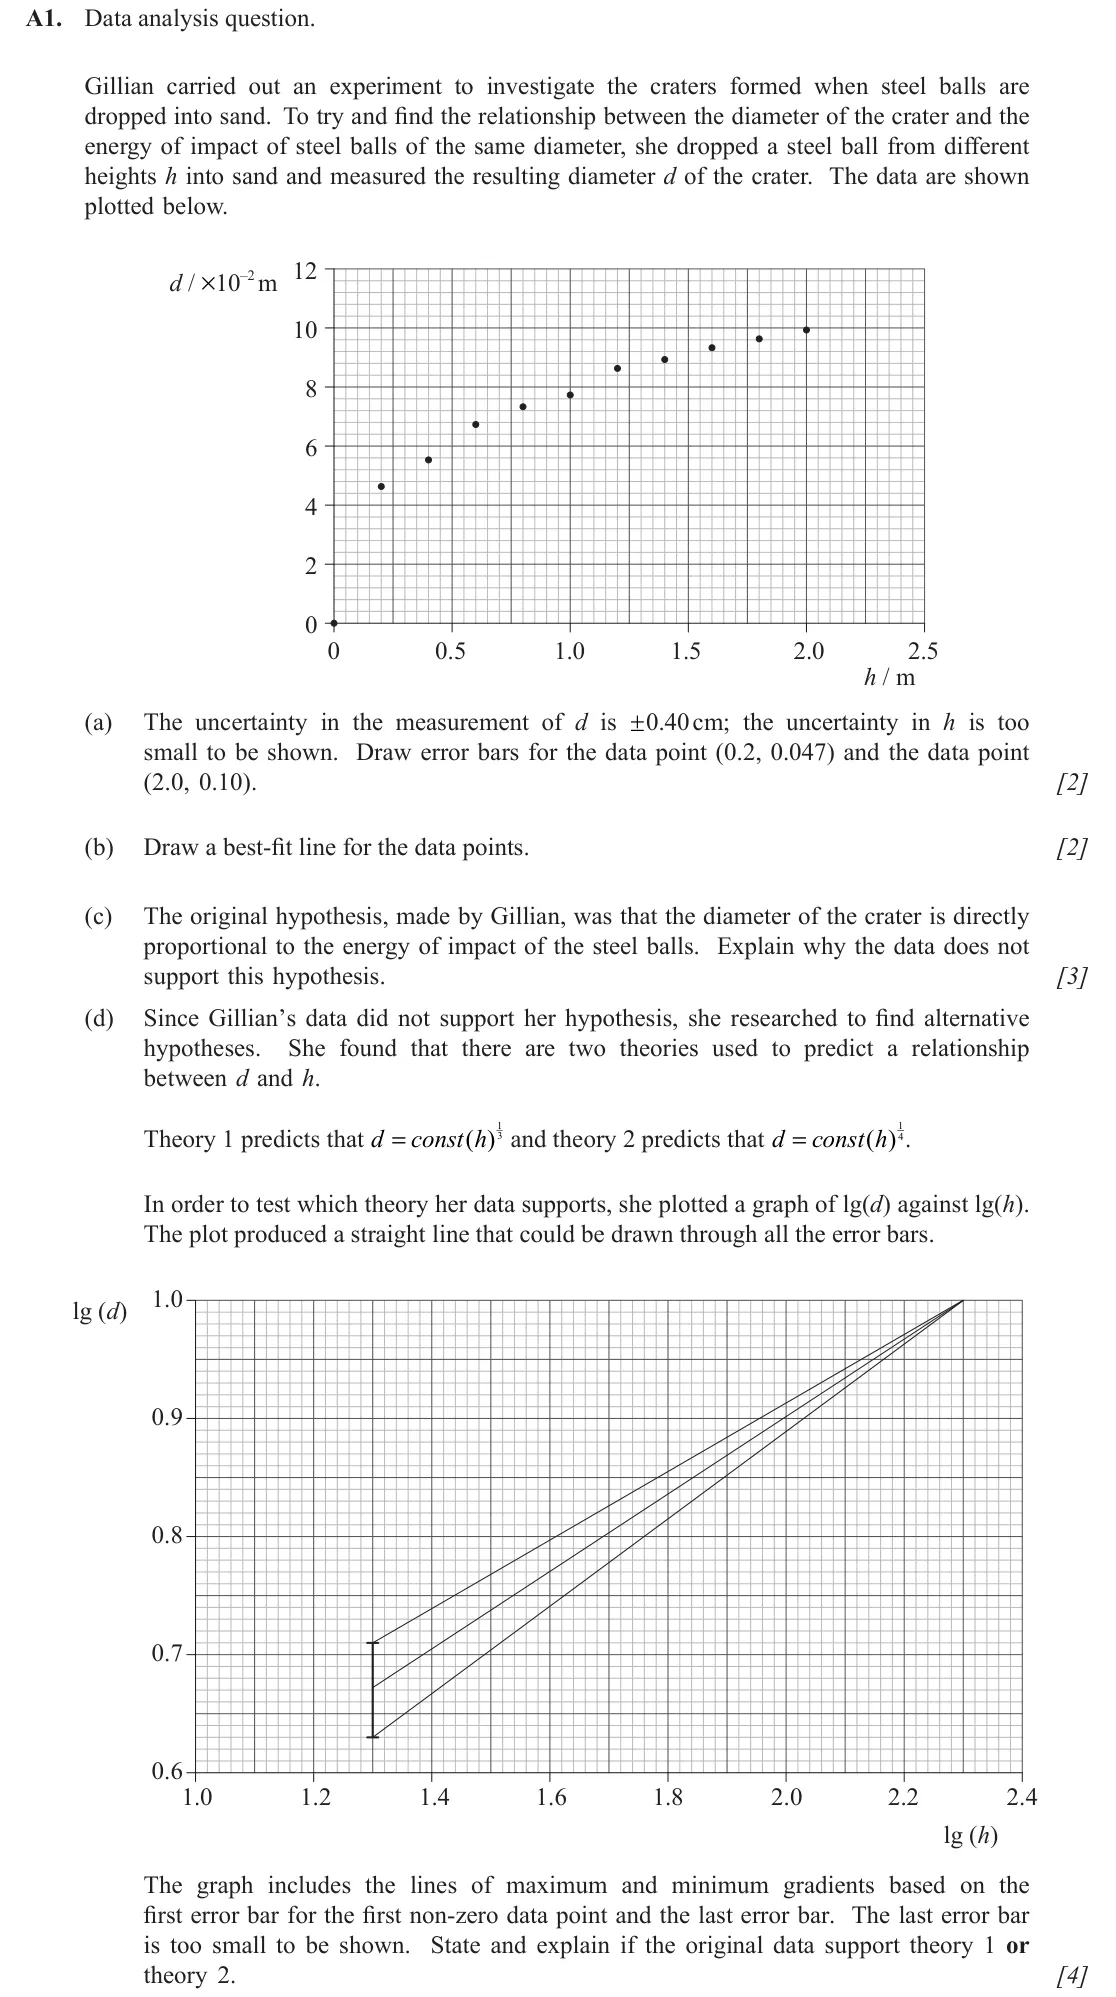 A1. Data analysis question.
Gillian carried out an experiment to investigate the craters formed when steel balls are
dropped into sand. To try and find the relationship between the diameter of the crater and the
energy of impact of steel balls of the same diameter, she dropped a steel ball from different
heights h into sand and measured the resulting diameter d of the crater. The data are shown
plotted below.
d / ×10⁻² m
12
10
8
6
4
2
0
0 0.5 1.0 1.5 2.0 2.5
h / m
(a) The uncertainty in the measurement of d is ±0.40 cm; the uncertainty in h is too
small to be shown. Draw error bars for the data point (0.2, 0.047) and the data point
(2.0, 0.10). [2]
(b) Draw a best-fit line for the data points. [2]
(c) The original hypothesis, made by Gillian, was that the diameter of the crater is directly
proportional to the energy of impact of the steel balls. Explain why the data does not
support this hypothesis. [3]
(d) Since Gillian’s data did not support her hypothesis, she researched to find alternative
hypotheses. She found that there are two theories used to predict a relationship
between d and h.
Theory 1 predicts that d = const(h)^{1/3} and theory 2 predicts that d = const(h)^{1/4}.
In order to test which theory her data supports, she plotted a graph of lg(d) against lg(h).
The plot produced a straight line that could be drawn through all the error bars.
lg (d)
1.0
0.9
0.8
0.7
0.6
1.0 1.2 1.4 1.6 1.8 2.0 2.2 2.4
lg (h)
The graph includes the lines of maximum and minimum gradients based on the
first error bar for the first non-zero data point and the last error bar. The last error bar
is too small to be shown. State and explain if the original data support theory 1 or
theory 2. [4]